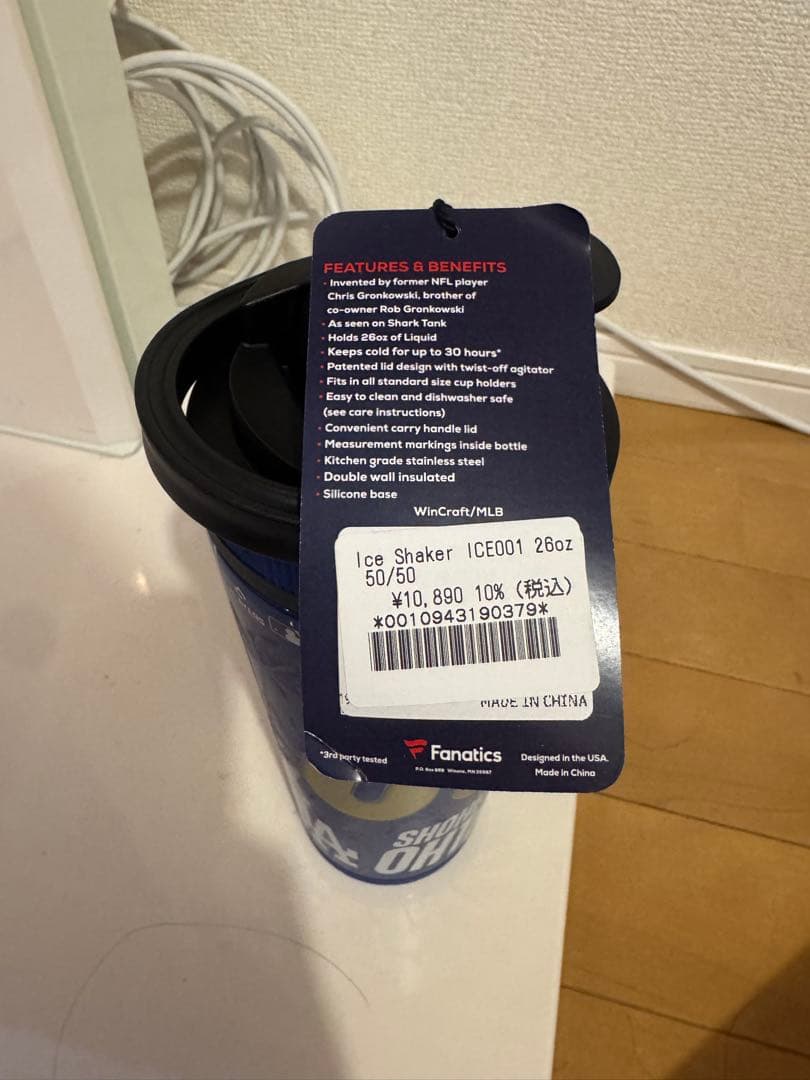 FEATURES & BENEFITS
• Invented by former NFL player
Chris Gronkowski, brother of
co-owner Rob Gronkowski
• As seen on Shark Tank
• Holds 26oz of Liquid
• Keeps cold for up to 30 hours*
• Patented lid design with twist-off agitator
• Fits in all standard size cup holders
• Easy to clean and dishwasher safe
(see care instructions)
• Convenient carry handle lid
• Measurement markings inside bottle
• Kitchen grade stainless steel
• Double wall insulated
• Silicone base
WinCraft/MLB
Ice Shaker ICE001 26oz
50/50
¥10,890 10% (税込)
*0010943190379*
MADE IN CHINA
*3rd party tested
Fanatics
Designed in the USA.
Made in China
LA